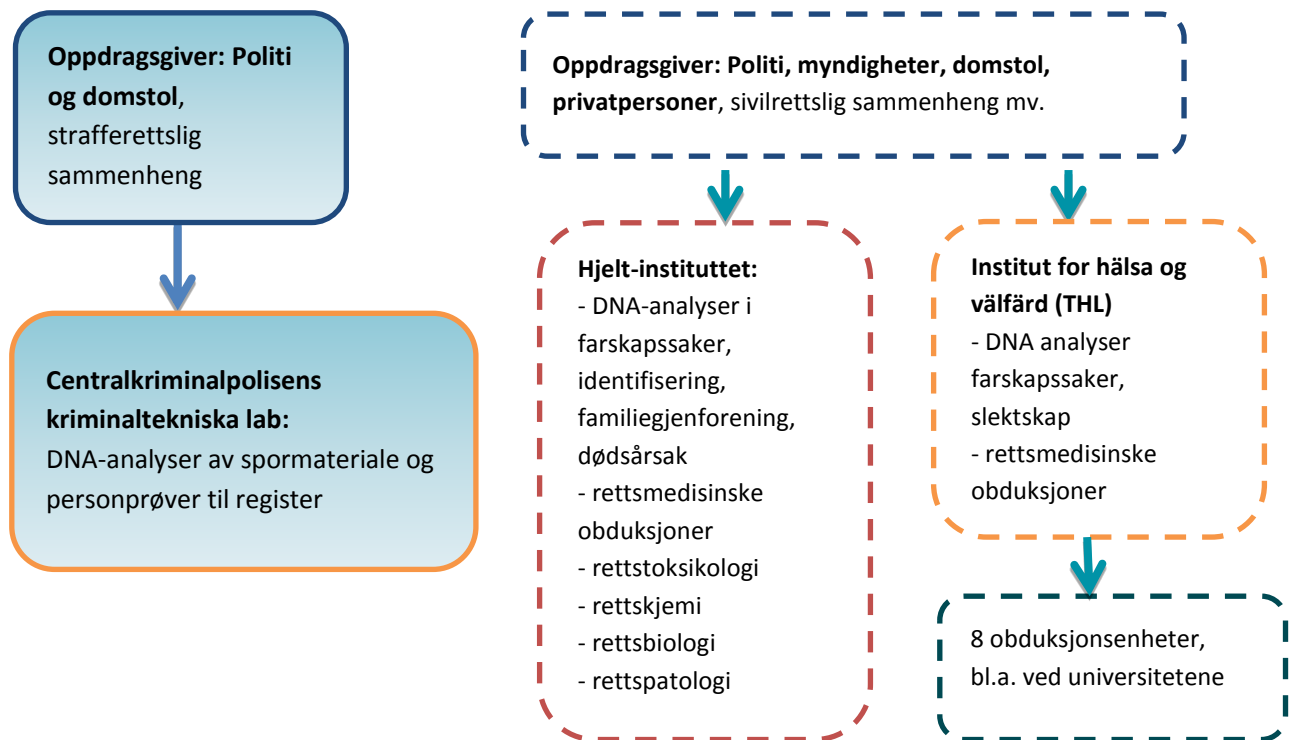 Oppdragsgiver: Politi
og domstol,
strafferettslig
sammenheng
Centralkriminalpolisens
kriminaltekniska lab:
DNA-analyser av spormateriale og
personprøver til register
Oppdragsgiver: Politi, myndigheter, domstol,
privatpersoner, sivilrettslig sammenheng mv.
Hjelt-instituttet:
- DNA-analyser i
farskapssaker,
identifisering,
familiegjenforening,
dødsårsak
- rettsmedisinske
obduksjoner
- rettstoksikologi
- rettskjemi
- rettsbiologi
- rettspatologi
Institut for hälsa og
välfärd (THL)
- DNA analyser
farskapssaker,
slektskap
- rettsmedisinske
obduksjoner
8 obduksjonsenheter,
bl.a. ved universitetene